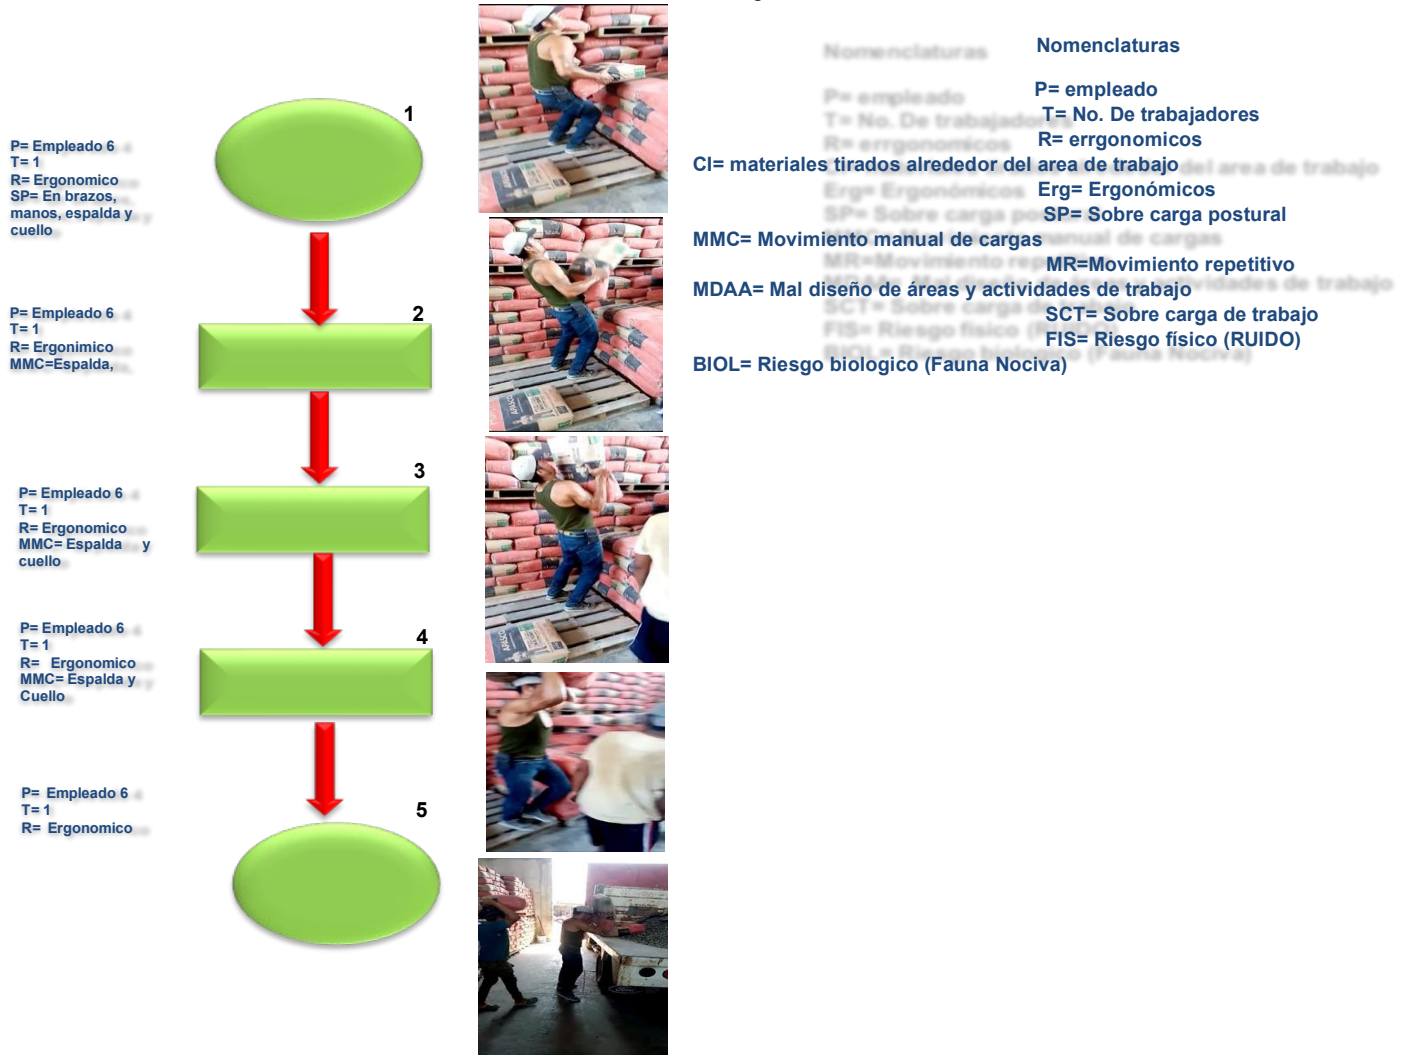 1
P= Empleado 6
T= 1
R= Ergonomico
SP= En brazos,
manos, espalda y
cuello
2
P= Empleado 6
T= 1
R= Ergonimico
MMC=Espalda,
3
P= Empleado 6
T= 1
R= Ergonomico
MMC= Espalda y
cuello
4
P= Empleado 6
T= 1
R= Ergonomico
MMC= Espalda y
Cuello
5
P= Empleado 6
T= 1
R= Ergonomico
Nomenclaturas
P= empleado
T= No. De trabajadores
R= errgonomicos
CI= materiales tirados alrededor del area de trabajo
Erg= Ergonómicos
SP= Sobre carga postural
MMC= Movimiento manual de cargas
MR=Movimiento repetitivo
MDAA= Mal diseño de áreas y actividades de trabajo
SCT= Sobre carga de trabajo
FIS= Riesgo físico (RUIDO)
BIOL= Riesgo biologico (Fauna Nociva)
APASCO
APASCO